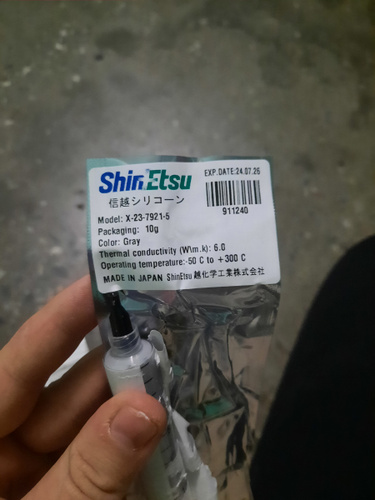 ShinEtsu
EXP.DATE:24.07.26
信越シリコーン
911240
Model: X-23-7921-5
Packaging: 10g
Color: Gray
Thermal conductivity (W\m.k): 6.0
Operating temperature:-50 C to +300 C
MADE IN JAPAN ShinEtsu 越化学工業株式会社